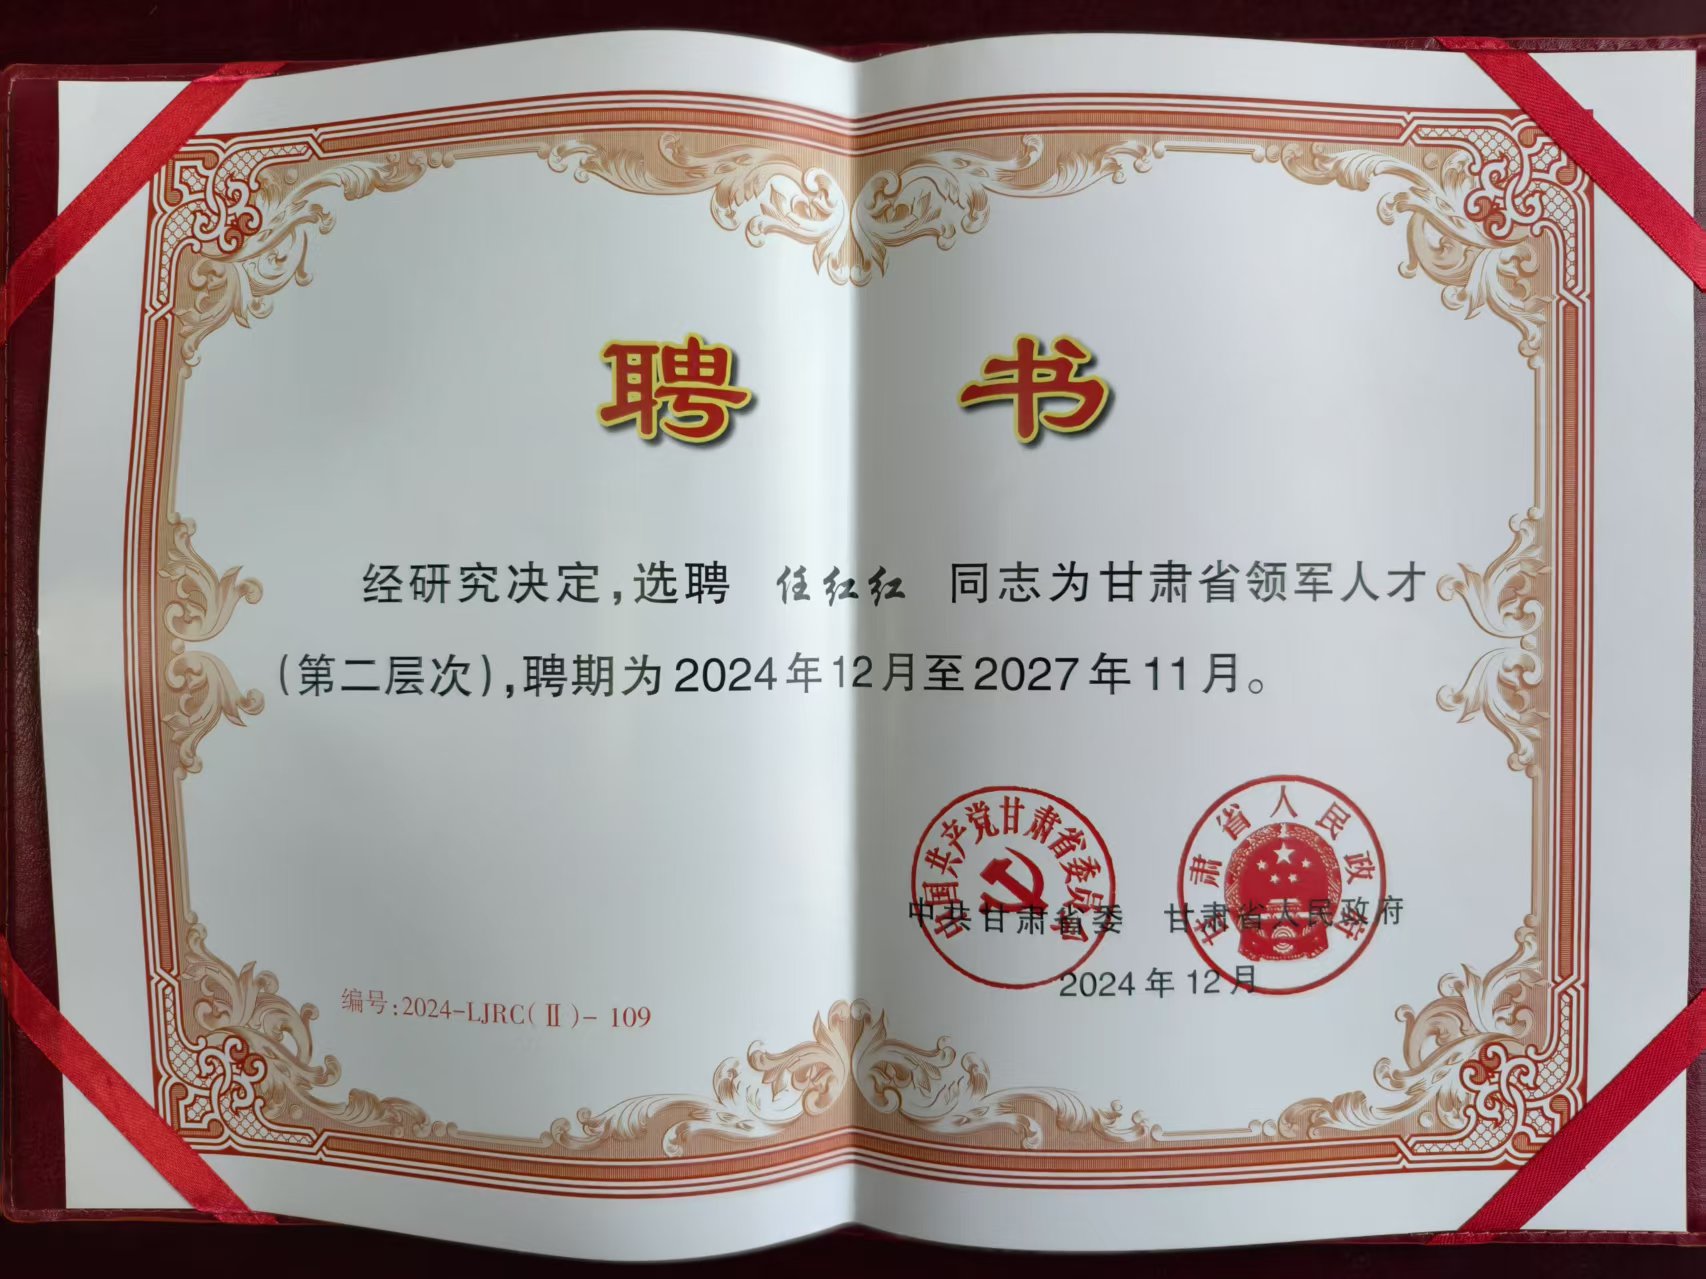 聘 书
经研究决定,选聘 任红红 同志为甘肃省领军人才
(第二层次),聘期为2024年12月至2027年11月。
中国共产党甘肃省委员会
甘肃省人民政府
中共甘肃省委 甘肃省人民政府
2024年12月
编号:2024-LJRC(Ⅱ)-109